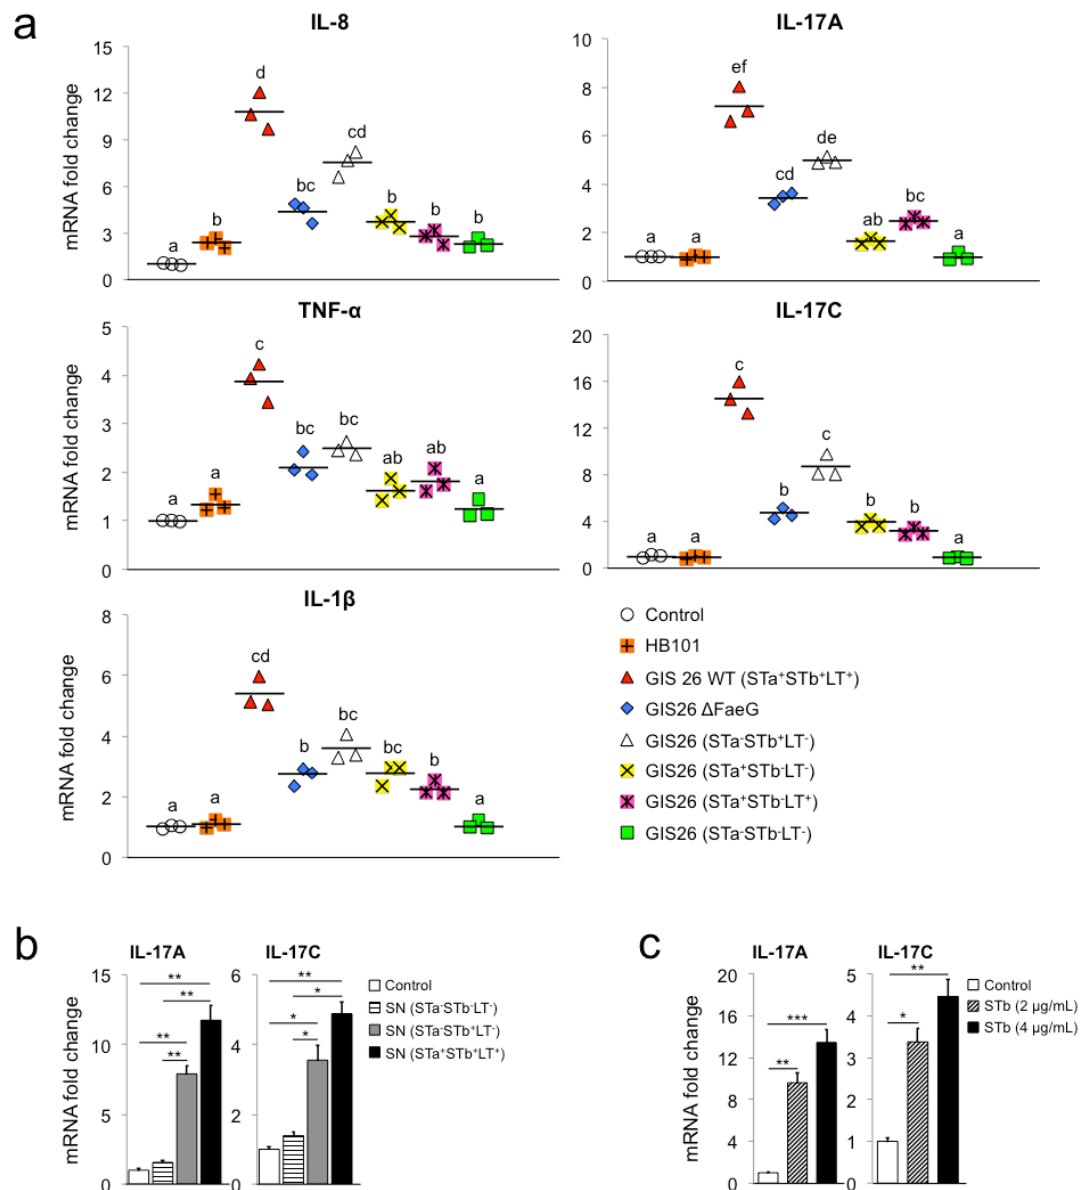 a
IL-8
mRNA fold change
15
12
9
6
3
0
a
b
d
bc
cd
b
b
b
IL-17A
10
8
6
4
2
0
a
a
ef
cd
de
ab
bc
a
TNF-α
mRNA fold change
5
4
3
2
1
0
a
a
c
bc
bc
ab
ab
a
IL-17C
20
16
12
8
4
0
a
a
c
b
c
b
b
a
IL-1β
mRNA fold change
8
6
4
2
0
a
a
cd
b
bc
bc
b
a
Control
HB101
GIS 26 WT (STa⁺STb⁺LT⁺)
GIS26 ΔFaeG
GIS26 (STa⁻STb⁺LT⁻)
GIS26 (STa⁺STb⁻LT⁻)
GIS26 (STa⁺STb⁻LT⁺)
GIS26 (STa⁻STb⁻LT⁻)
b
IL-17A
mRNA fold change
15
10
5
0
**
**
**
**
IL-17C
6
4
2
0
**
*
*
*
Control
SN (STa⁻STb⁻LT⁻)
SN (STa⁻STb⁺LT⁻)
SN (STa⁺STb⁺LT⁺)
c
IL-17A
mRNA fold change
20
16
12
8
4
0
***
**
IL-17C
5
4
3
2
1
0
**
*
Control
STb (2 µg/mL)
STb (4 µg/mL)